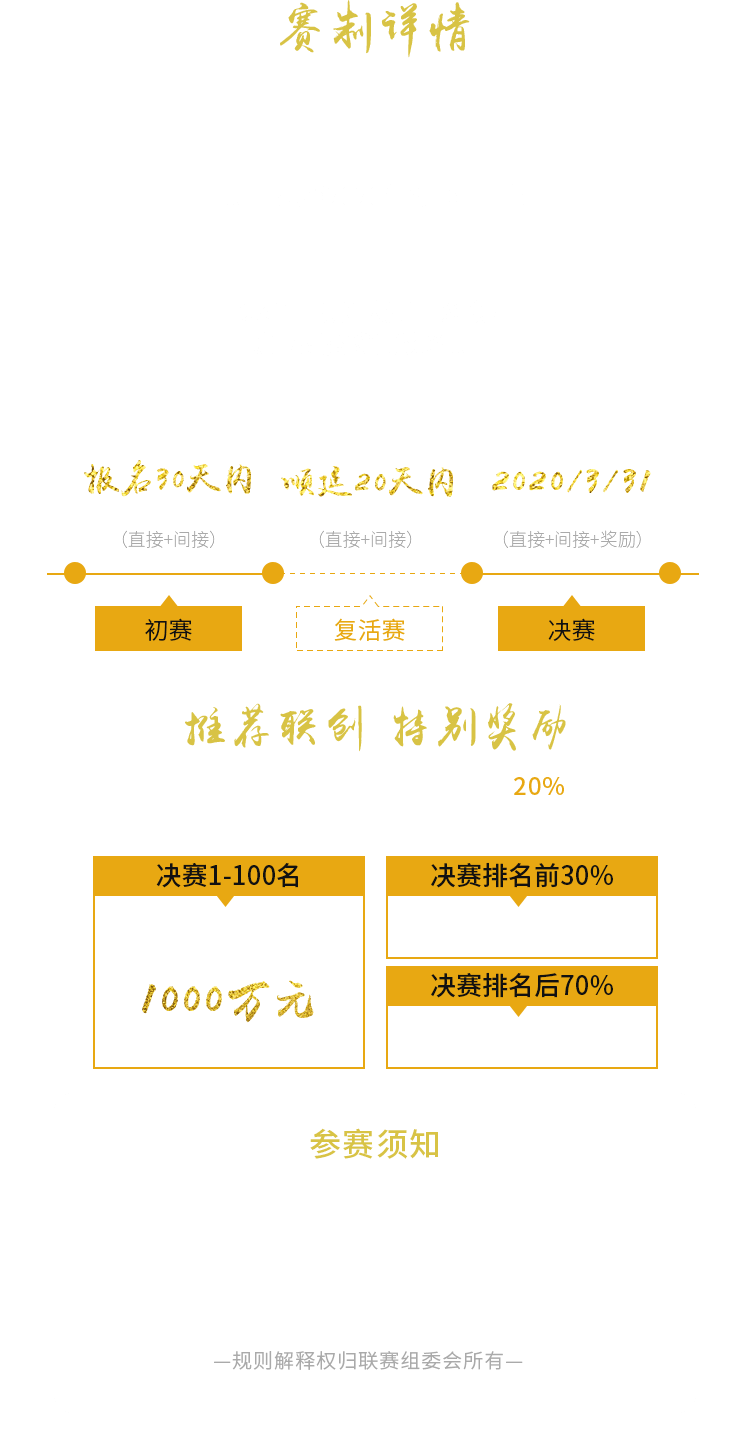 赛制详情
报名30天内 顺延20天内 2020/3/31
（直接+间接） （直接+间接） （直接+间接+奖励）
初赛 复活赛 决赛
推荐联创 特别奖励
20%
决赛1-100名 决赛排名前30%
1000万元
决赛排名后70%
参赛须知
—规则解释权归联赛组委会所有—